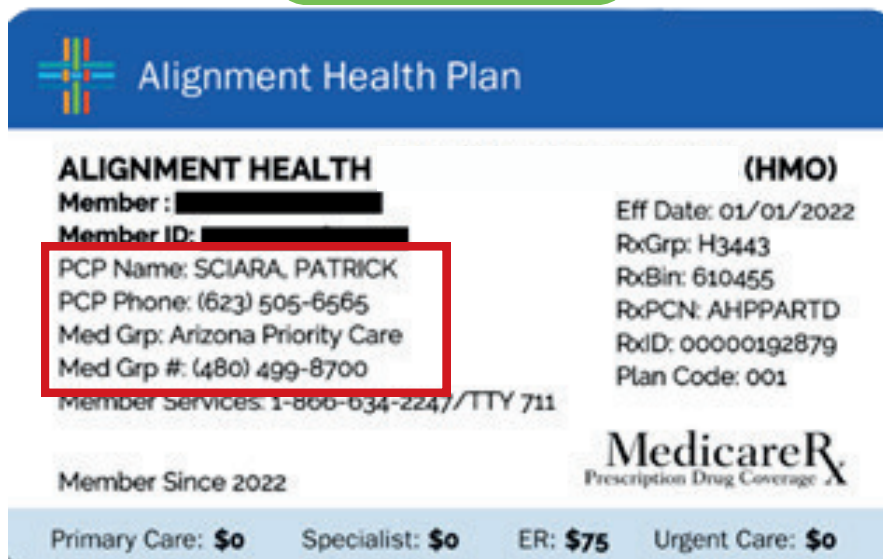 Alignment Health Plan
ALIGNMENT HEALTH (HMO)
Member :
Member ID:
PCP Name: SCIARA, PATRICK
PCP Phone: (623) 505-6565
Med Grp: Arizona Priority Care
Med Grp #: (480) 499-8700
Member Services: 1-866-634-2247/TTY 711
Member Since 2022
Eff Date: 01/01/2022
RxGrp: H3443
RxBin: 610455
RxPCN: AHPPARTD
RxID: 00000192879
Plan Code: 001
MedicareRx
Prescription Drug Coverage
Primary Care: $0 Specialist: $0 ER: $75 Urgent Care: $0